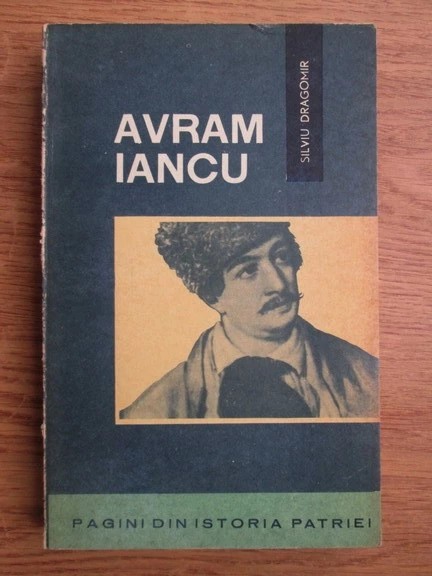 SILVIU DRAGOMIR
AVRAM
IANCU
PAGINI DIN ISTORIA PATRIEI